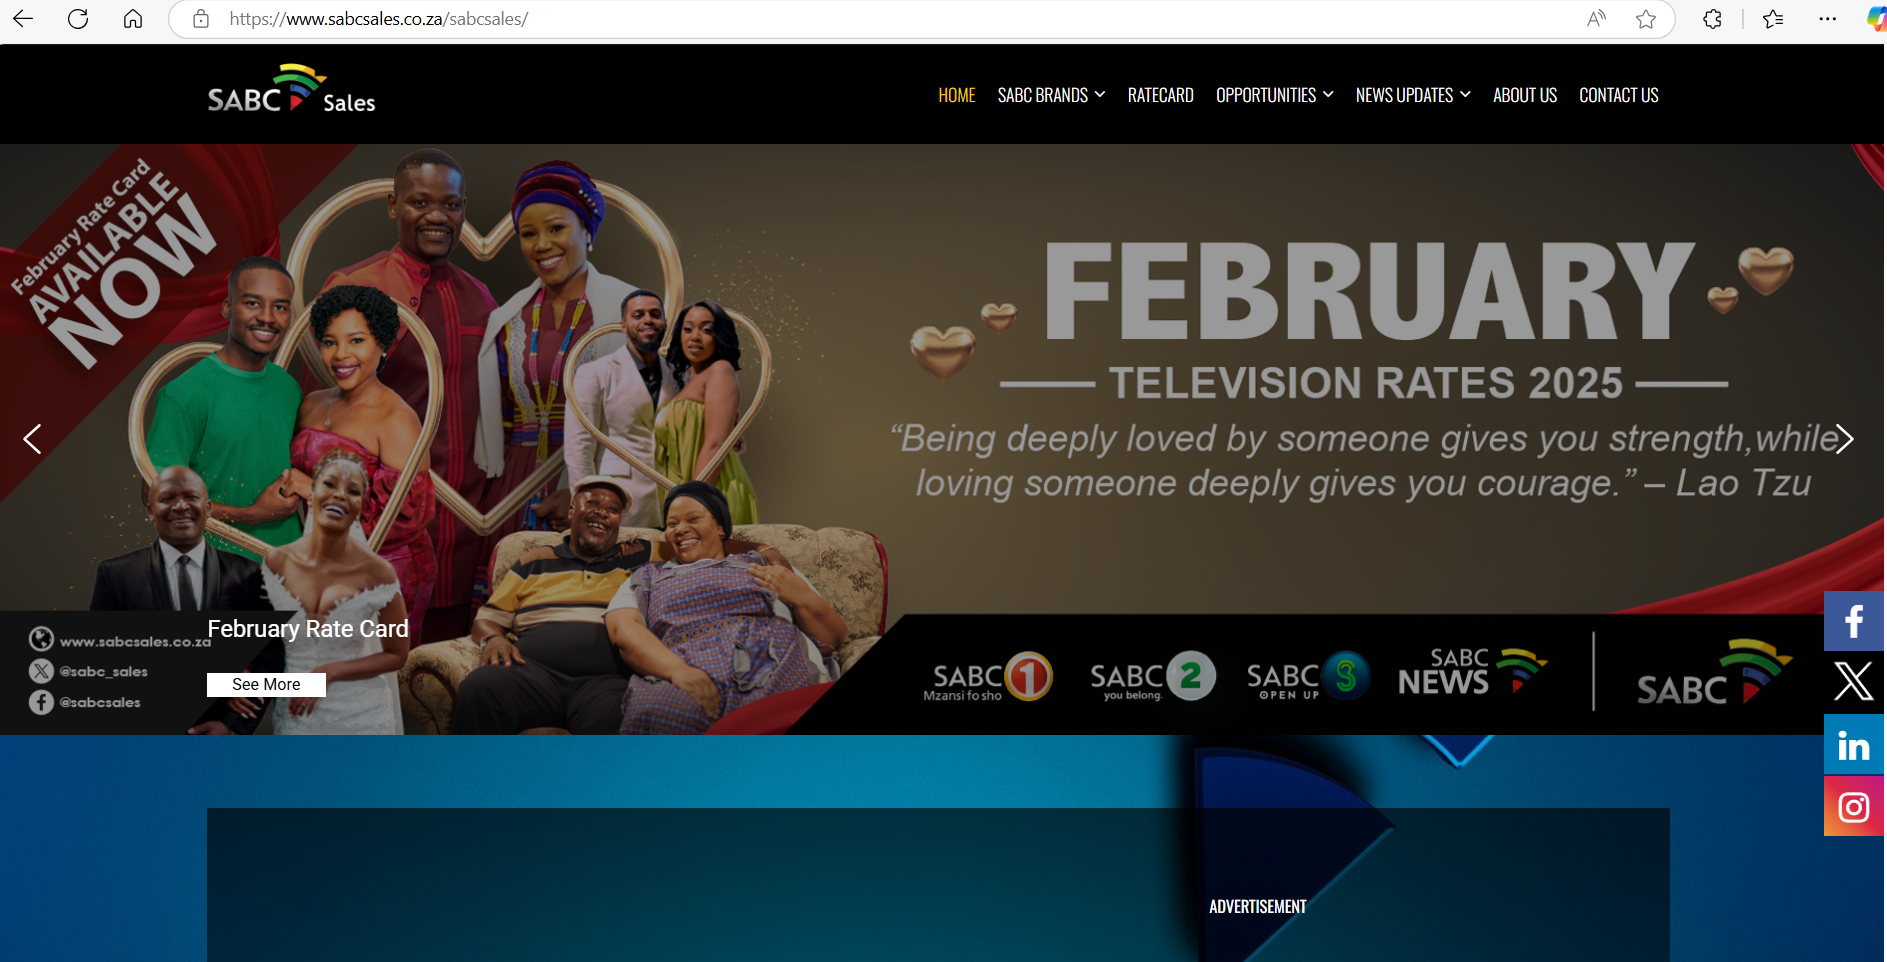 https://www.sabcsales.co.za/sabcsales/
SABC Sales
HOME
SABC BRANDS
RATECARD
OPPORTUNITIES
NEWS UPDATES
ABOUT US
CONTACT US
February Rate Card
AVAILABLE
NOW
FEBRUARY
TELEVISION RATES 2025
“Being deeply loved by someone gives you strength,while
loving someone deeply gives you courage.” – Lao Tzu
www.sabcsales.co.za
@sabc_sales
@sabcsales
February Rate Card
See More
SABC 1
Mzansi fo sho
SABC 2
you belong.
SABC 3
OPEN UP
SABC
NEWS
SABC
ADVERTISEMENT